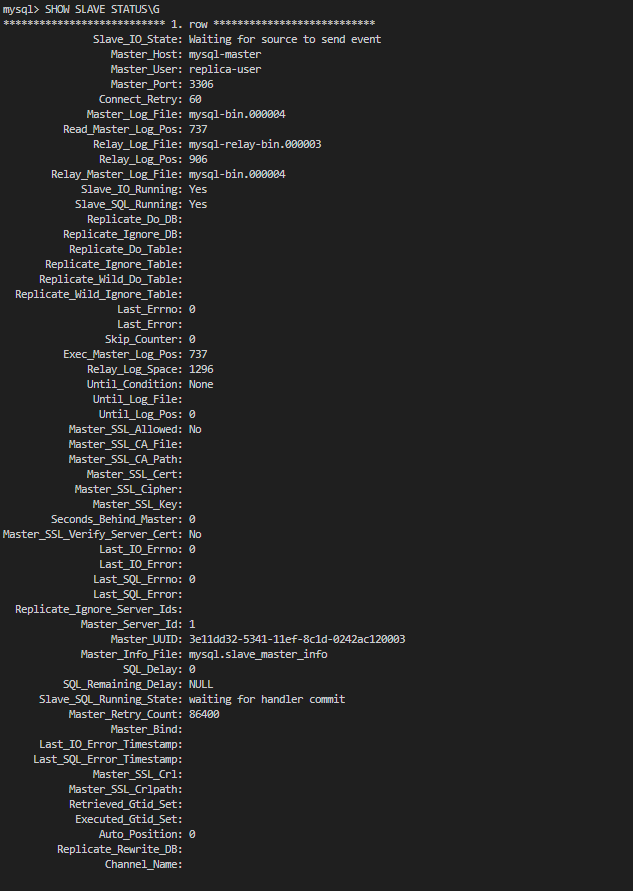 mysql> SHOW SLAVE STATUS\G
*************************** 1. row ***************************
Slave_IO_State: Waiting for source to send event
Master_Host: mysql-master
Master_User: replica-user
Master_Port: 3306
Connect_Retry: 60
Master_Log_File: mysql-bin.000004
Read_Master_Log_Pos: 737
Relay_Log_File: mysql-relay-bin.000003
Relay_Log_Pos: 906
Relay_Master_Log_File: mysql-bin.000004
Slave_IO_Running: Yes
Slave_SQL_Running: Yes
Replicate_Do_DB:
Replicate_Ignore_DB:
Replicate_Do_Table:
Replicate_Ignore_Table:
Replicate_Wild_Do_Table:
Replicate_Wild_Ignore_Table:
Last_Errno: 0
Last_Error:
Skip_Counter: 0
Exec_Master_Log_Pos: 737
Relay_Log_Space: 1296
Until_Condition: None
Until_Log_File:
Until_Log_Pos: 0
Master_SSL_Allowed: No
Master_SSL_CA_File:
Master_SSL_CA_Path:
Master_SSL_Cert:
Master_SSL_Cipher:
Master_SSL_Key:
Seconds_Behind_Master: 0
Master_SSL_Verify_Server_Cert: No
Last_IO_Errno: 0
Last_IO_Error:
Last_SQL_Errno: 0
Last_SQL_Error:
Replicate_Ignore_Server_Ids:
Master_Server_Id: 1
Master_UUID: 3e11dd32-5341-11ef-8c1d-0242ac120003
Master_Info_File: mysql.slave_master_info
SQL_Delay: 0
SQL_Remaining_Delay: NULL
Slave_SQL_Running_State: waiting for handler commit
Master_Retry_Count: 86400
Master_Bind:
Last_IO_Error_Timestamp:
Last_SQL_Error_Timestamp:
Master_SSL_Crl:
Master_SSL_Crlpath:
Retrieved_Gtid_Set:
Executed_Gtid_Set:
Auto_Position: 0
Replicate_Rewrite_DB:
Channel_Name: